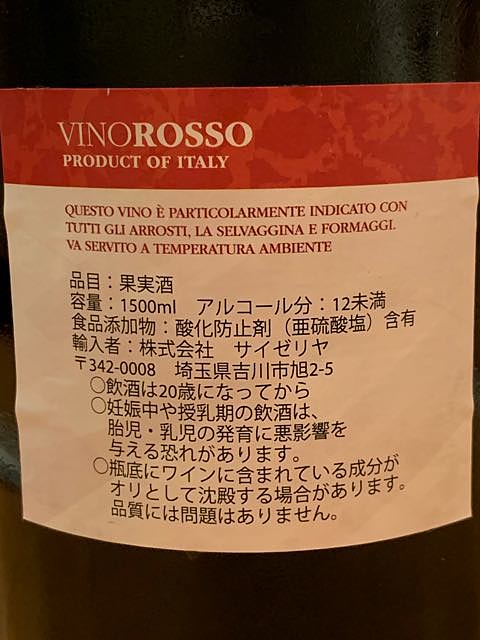 VINOROSSO
PRODUCT OF ITALY
QUESTO VINO È PARTICOLARMENTE INDICATO CON
TUTTI GLI ARROSTI, LA SELVAGGINA E FORMAGGI.
VA SERVITO A TEMPERATURA AMBIENTE
品目：果実酒
容量：1500ml　アルコール分：12未満
食品添加物：酸化防止剤（亜硫酸塩）含有
輸入者：株式会社　サイゼリヤ
〒342-0008　埼玉県吉川市旭2-5
○飲酒は20歳になってから
○妊娠中や授乳期の飲酒は、
胎児・乳児の発育に悪影響を
与える恐れがあります。
○瓶底にワインに含まれている成分が
オリとして沈殿する場合があります。
品質には問題はありません。